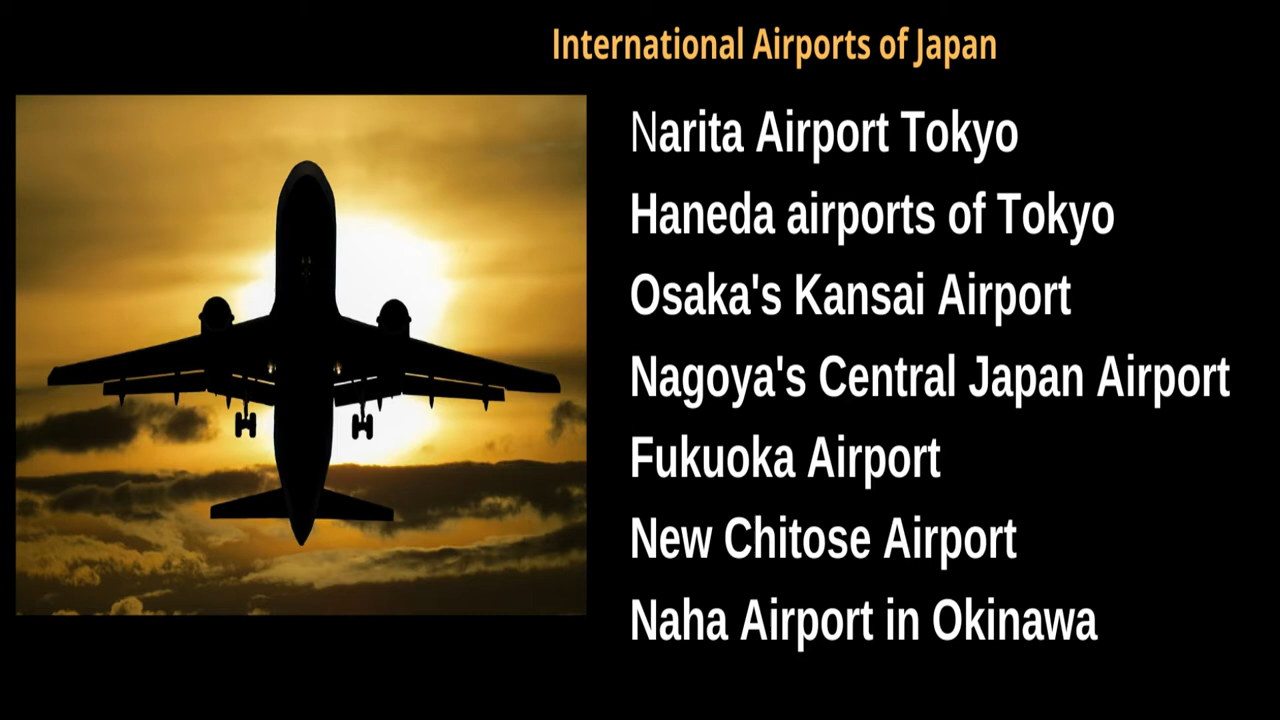 International Airports of Japan
Narita Airport Tokyo
Haneda airports of Tokyo
Osaka's Kansai Airport
Nagoya's Central Japan Airport
Fukuoka Airport
New Chitose Airport
Naha Airport in Okinawa